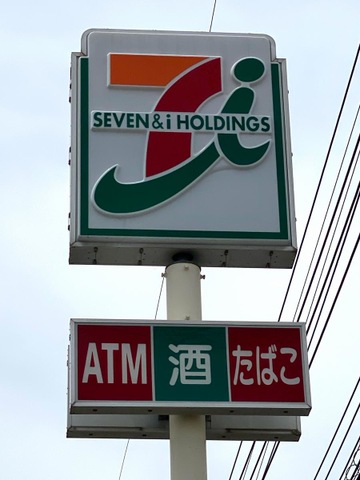 SEVEN & i HOLDINGS
ATM 酒 たばこ